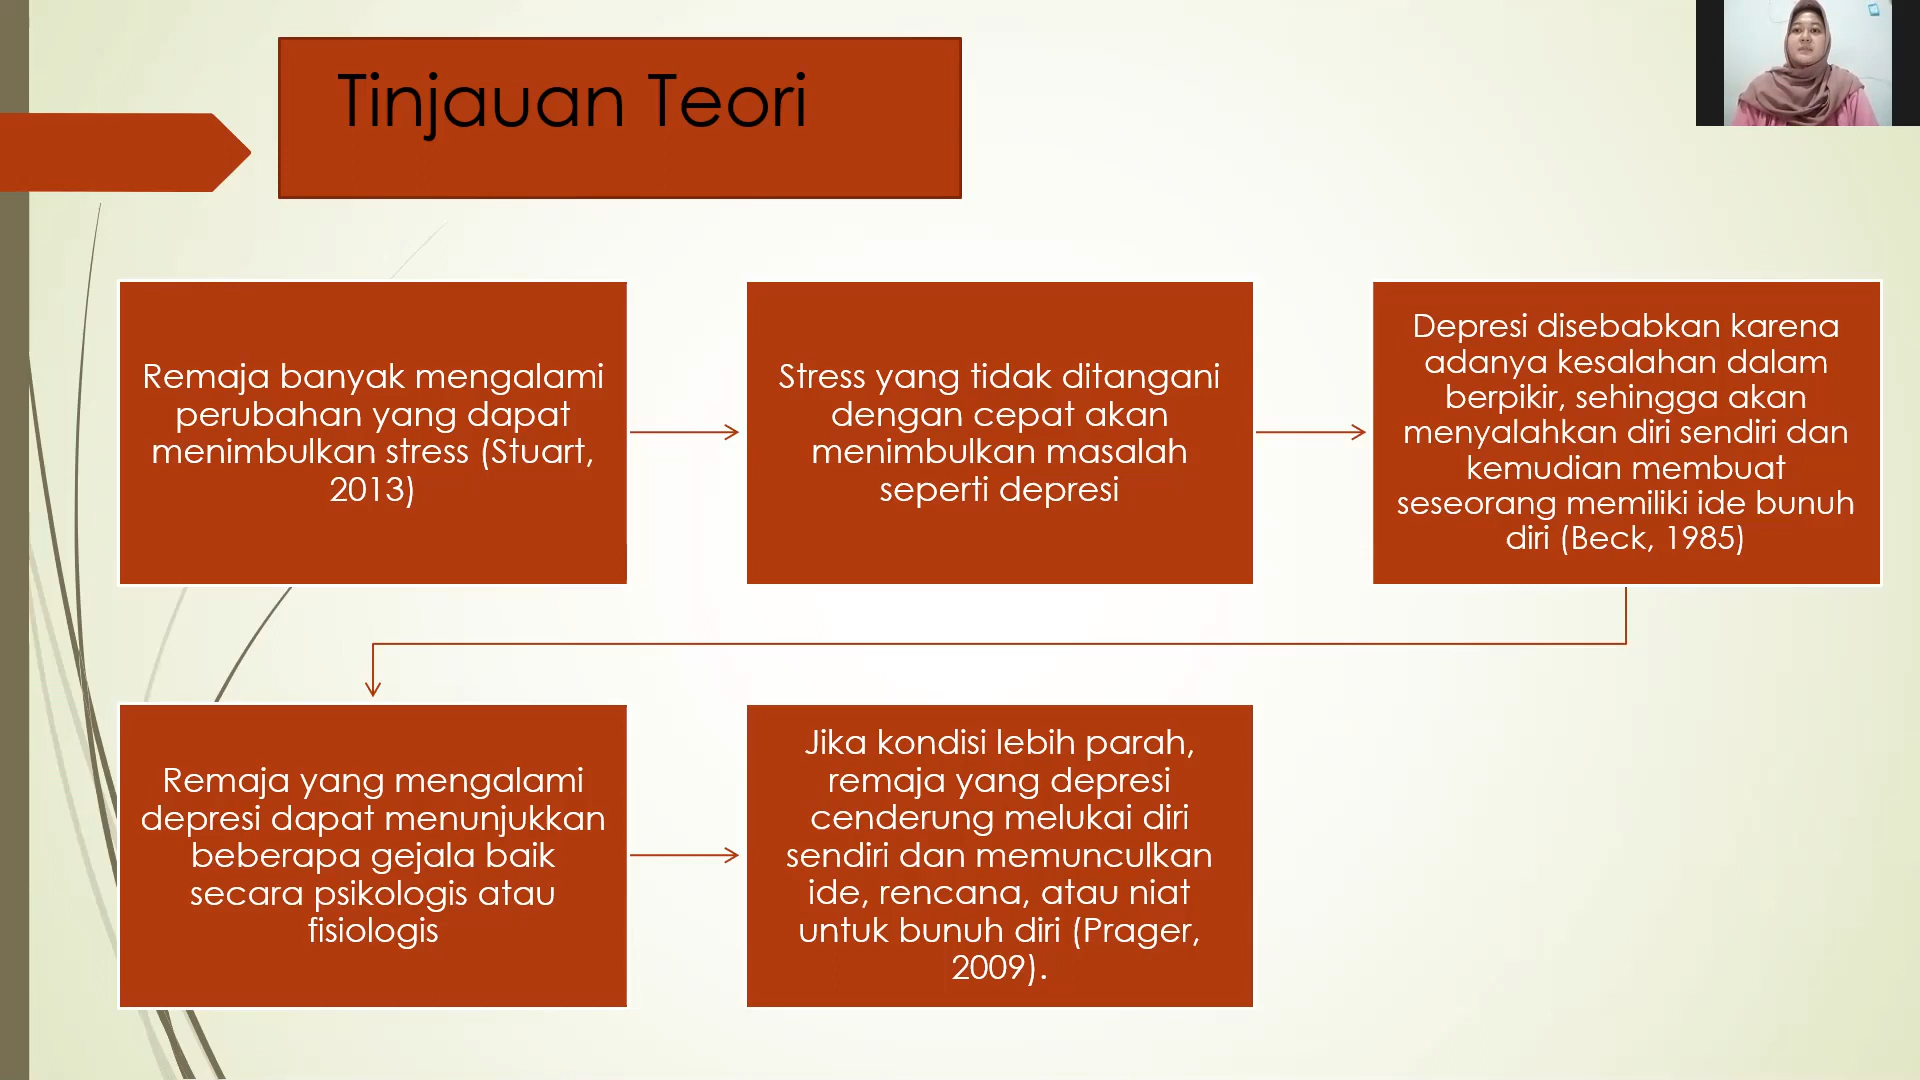 Tinjauan Teori
Remaja banyak mengalami
perubahan yang dapat
menimbulkan stress (Stuart,
2013)
Stress yang tidak ditangani
dengan cepat akan
menimbulkan masalah
seperti depresi
Depresi disebabkan karena
adanya kesalahan dalam
berpikir, sehingga akan
menyalahkan diri sendiri dan
kemudian membuat
seseorang memiliki ide bunuh
diri (Beck, 1985)
Remaja yang mengalami
depresi dapat menunjukkan
beberapa gejala baik
secara psikologis atau
fisiologis
Jika kondisi lebih parah,
remaja yang depresi
cenderung melukai diri
sendiri dan memunculkan
ide, rencana, atau niat
untuk bunuh diri (Prager,
2009).